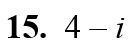 15. 4 – i